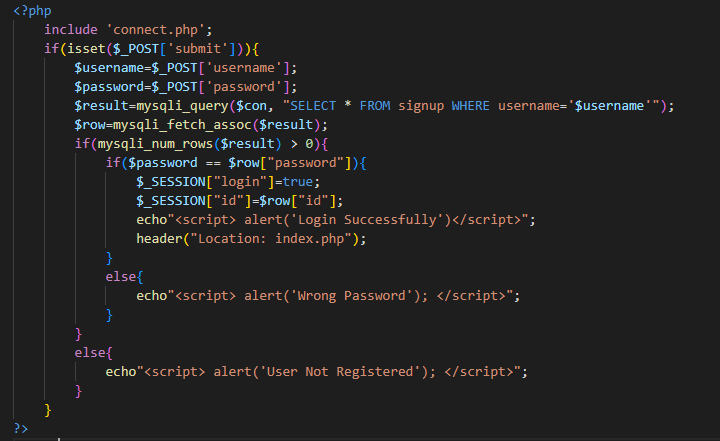 <?php
    include 'connect.php';
    if(isset($_POST['submit'])){
        $username=$_POST['username'];
        $password=$_POST['password'];
        $result=mysqli_query($con, "SELECT * FROM signup WHERE username='$username'");
        $row=mysqli_fetch_assoc($result);
        if(mysqli_num_rows($result) > 0){
            if($password == $row["password"]){
                $_SESSION["login"]=true;
                $_SESSION["id"]=$row["id"];
                echo"<script> alert('Login Successfully')</script>";
                header("Location: index.php");
            }
            else{
                echo"<script> alert('Wrong Password'); </script>";
            }
        }
        else{
            echo"<script> alert('User Not Registered'); </script>";
        }
    }
?>